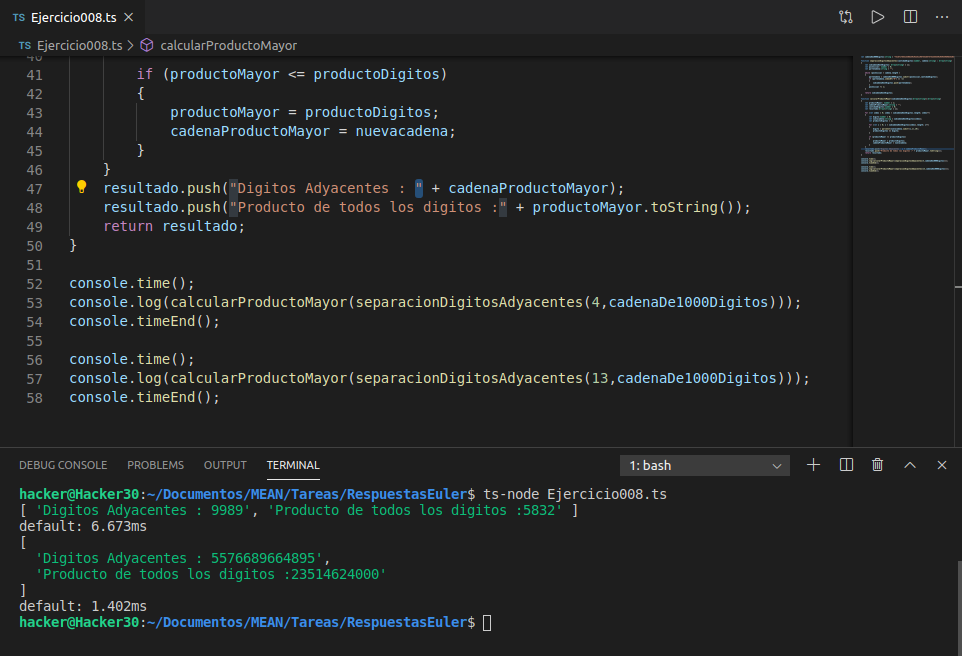 TS Ejercicio008.ts
TS Ejercicio008.ts > calcularProductoMayor
40
41 if (productoMayor <= productoDigitos)
42 {
43 productoMayor = productoDigitos;
44 cadenaProductoMayor = nuevacadena;
45 }
46 }
47 resultado.push("Digitos Adyacentes : " + cadenaProductoMayor);
48 resultado.push("Producto de todos los digitos :" + productoMayor.toString());
49 return resultado;
50 }
51
52 console.time();
53 console.log(calcularProductoMayor(separacionDigitosAdyacentes(4,cadenaDe1000Digitos)));
54 console.timeEnd();
55
56 console.time();
57 console.log(calcularProductoMayor(separacionDigitosAdyacentes(13,cadenaDe1000Digitos)));
58 console.timeEnd();
DEBUG CONSOLE PROBLEMS OUTPUT TERMINAL 1: bash
hacker@Hacker30:~/Documentos/MEAN/Tareas/RespuestasEuler$ ts-node Ejercicio008.ts
[ 'Digitos Adyacentes : 9989', 'Producto de todos los digitos :5832' ]
default: 6.673ms
[
'Digitos Adyacentes : 5576689664895',
'Producto de todos los digitos :23514624000'
]
default: 1.402ms
hacker@Hacker30:~/Documentos/MEAN/Tareas/RespuestasEuler$